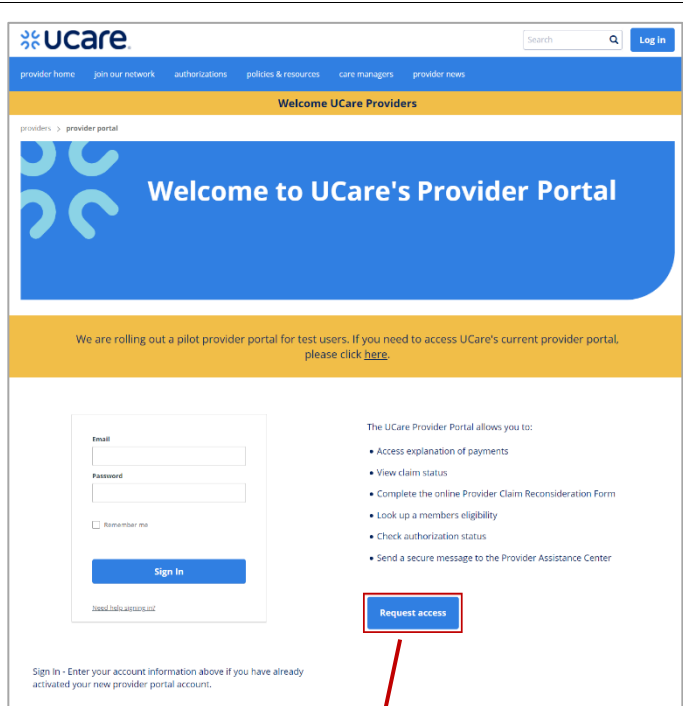 ucare.
Search
Log in
provider home join our network authorizations policies & resources care managers provider news
Welcome UCare Providers
providers > provider portal
Welcome to UCare's Provider Portal
We are rolling out a pilot provider portal for test users. If you need to access UCare's current provider portal,
please click here.
Email
Password
Remember me
Sign In
Need help signing in?
The UCare Provider Portal allows you to:
• Access explanation of payments
• View claim status
• Complete the online Provider Claim Reconsideration Form
• Look up a members eligibility
• Check authorization status
• Send a secure message to the Provider Assistance Center
Request access
Sign In - Enter your account information above if you have already
activated your new provider portal account.